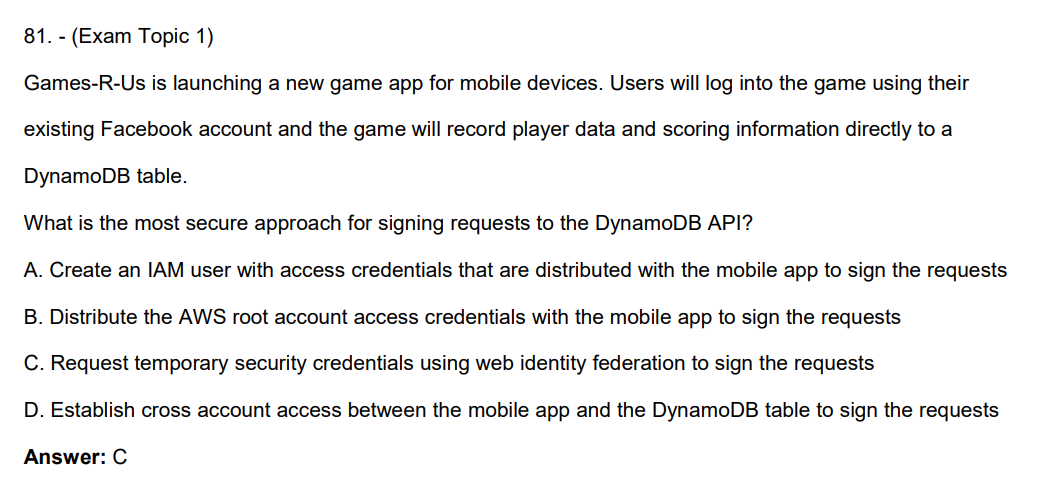 81. - (Exam Topic 1)
Games-R-Us is launching a new game app for mobile devices. Users will log into the game using their
existing Facebook account and the game will record player data and scoring information directly to a
DynamoDB table.
What is the most secure approach for signing requests to the DynamoDB API?
A. Create an IAM user with access credentials that are distributed with the mobile app to sign the requests
B. Distribute the AWS root account access credentials with the mobile app to sign the requests
C. Request temporary security credentials using web identity federation to sign the requests
D. Establish cross account access between the mobile app and the DynamoDB table to sign the requests
Answer: C